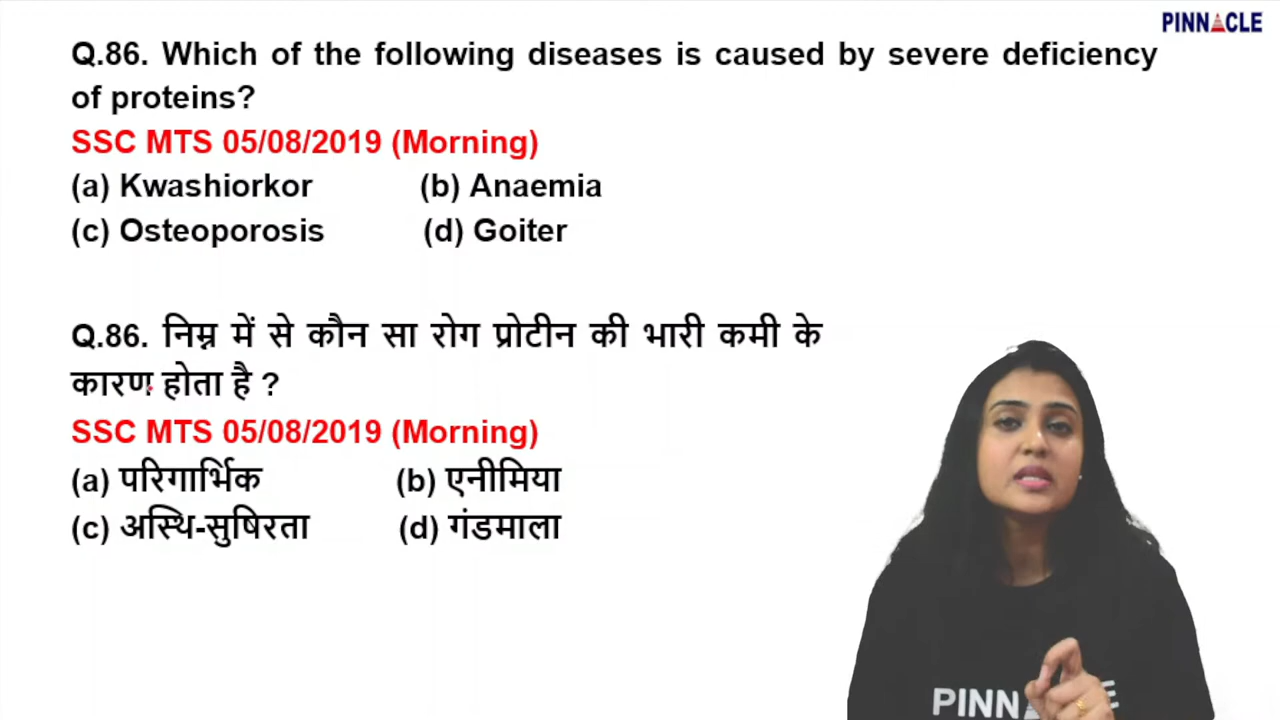 PINNACLE
Q.86. Which of the following diseases is caused by severe deficiency
of proteins?
SSC MTS 05/08/2019 (Morning)
(a) Kwashiorkor (b) Anaemia
(c) Osteoporosis (d) Goiter
Q.86. निम्न में से कौन सा रोग प्रोटीन की भारी कमी के
कारण होता है ?
SSC MTS 05/08/2019 (Morning)
(a) परिगार्भिक (b) एनीमिया
(c) अस्थि-सुषिरता (d) गंडमाला